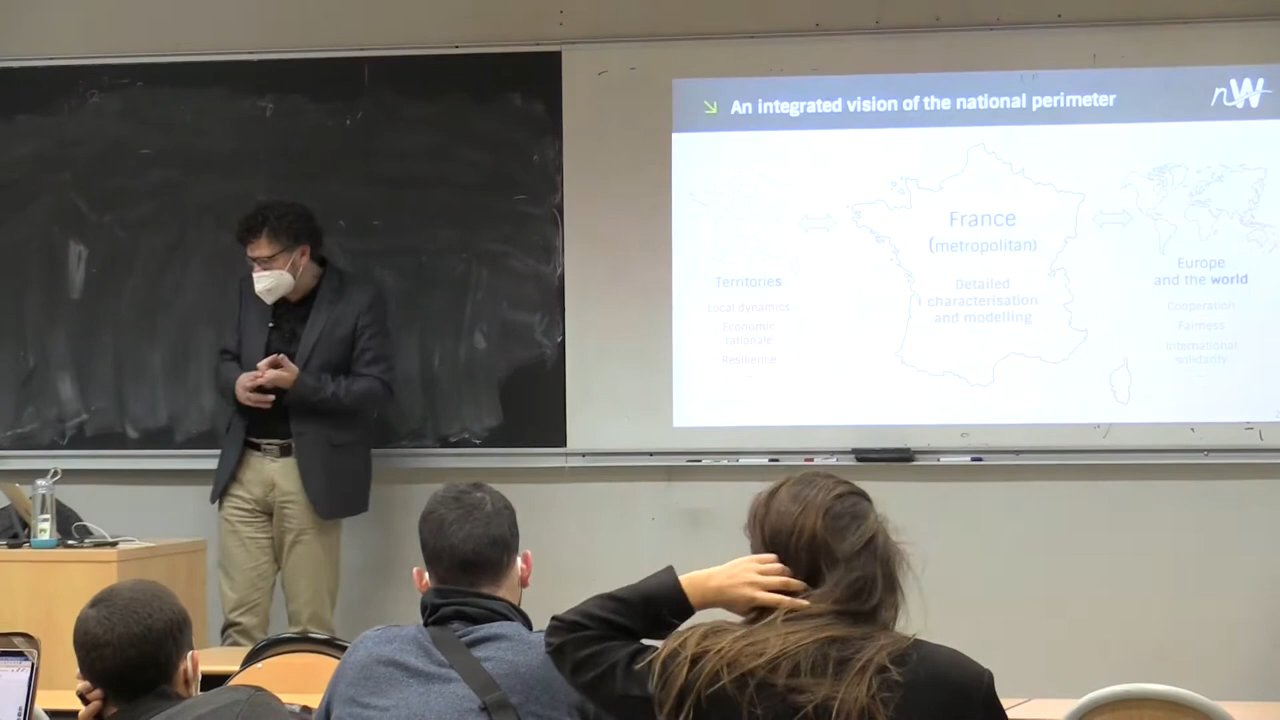 An integrated vision of the national perimeter
nW
France
(metropolitan)
Detailed
characterisation
and modelling
Territories
Local dynamics
Economic
rationale
Resilience
Europe
and the world
Cooperation
Fairness
International
solidarity